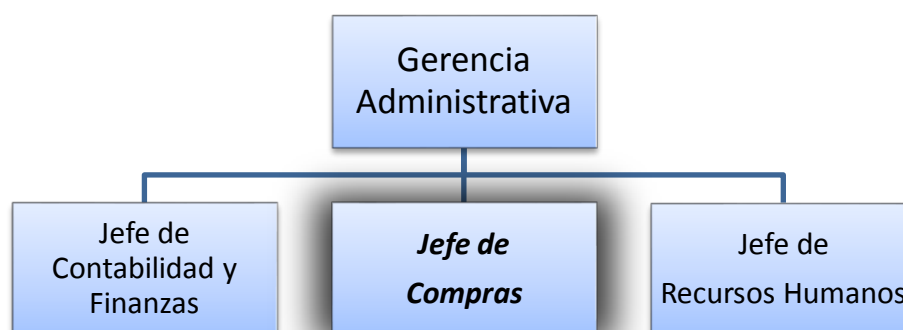 Gerencia
Administrativa
Jefe de
Contabilidad y
Finanzas
Jefe de
Compras
Jefe de
Recursos Humanos